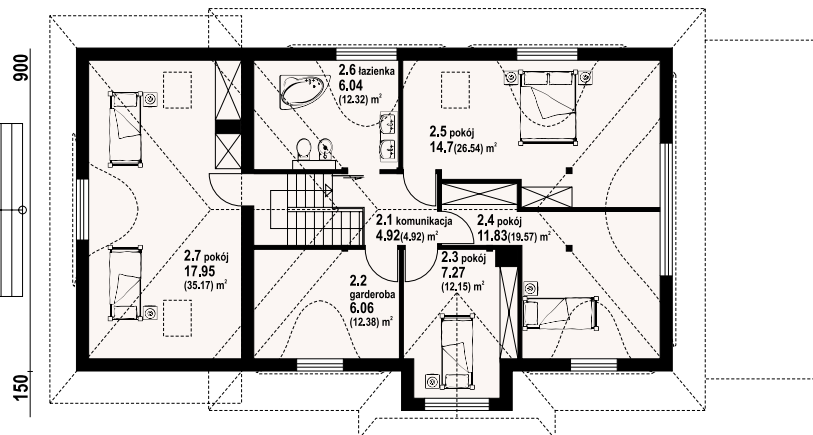 900
150
2.6 łazienka
6.04
(12.32) m²
2.5 pokój
14.7(26.54) m²
2.1 komunikacja
4.92(4.92) m²
2.4 pokój
11.83(19.57) m²
2.7 pokój
17.95
(35.17) m²
2.2
garderoba
6.06
(12.38) m²
2.3 pokój
7.27
(12.15) m²